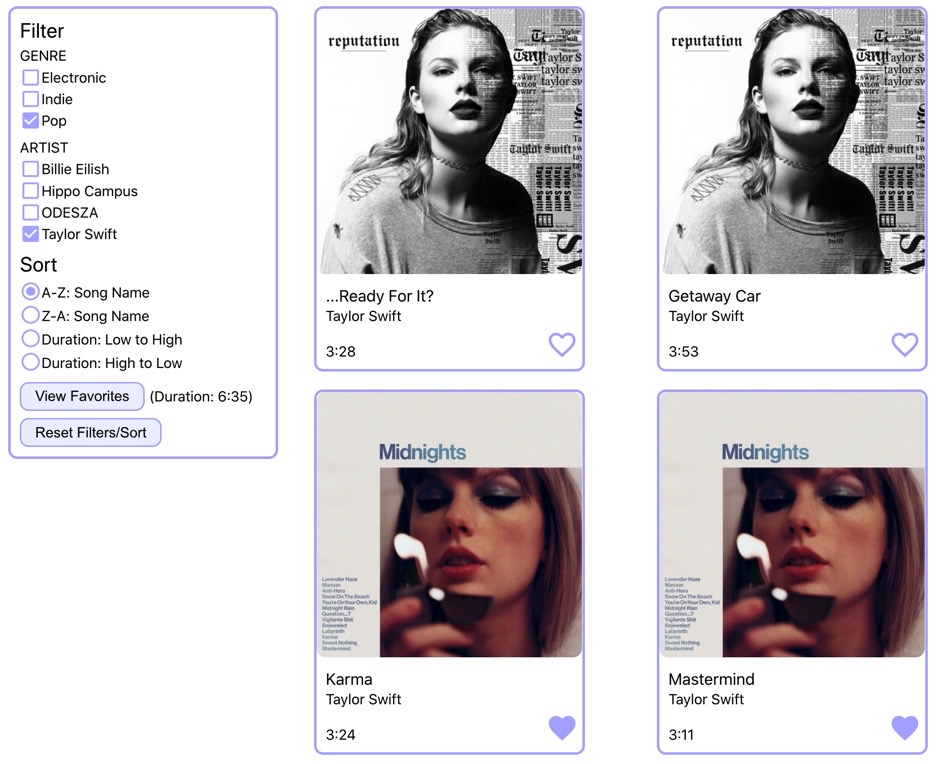 Filter
GENRE
Electronic
Indie
Pop
ARTIST
Billie Eilish
Hippo Campus
ODESZA
Taylor Swift
Sort
A-Z: Song Name
Z-A: Song Name
Duration: Low to High
Duration: High to Low
View Favorites (Duration: 6:35)
Reset Filters/Sort
reputation
Taylor Swift
...Ready For It?
Taylor Swift
3:28
reputation
Taylor Swift
Getaway Car
Taylor Swift
3:53
Midnights
Lavender Haze
Maroon
Anti-Hero
Snow On The Beach
You're On Your Own, Kid
Midnight Rain
Question...?
Vigilante Shit
Bejeweled
Labyrinth
Karma
Sweet Nothing
Mastermind
Karma
Taylor Swift
3:24
Midnights
Lavender Haze
Maroon
Anti-Hero
Snow On The Beach
You're On Your Own, Kid
Midnight Rain
Question...?
Vigilante Shit
Bejeweled
Labyrinth
Karma
Sweet Nothing
Mastermind
Mastermind
Taylor Swift
3:11